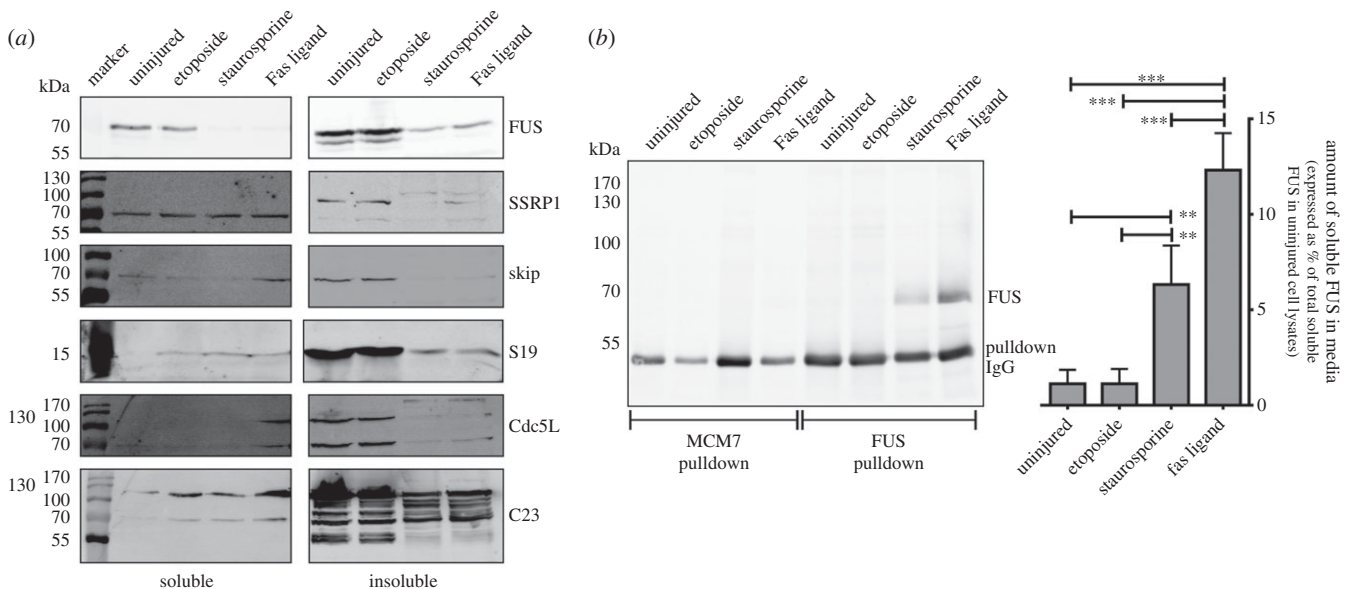 (a)
marker
uninjured
etoposide
staurosporine
Fas ligand
uninjured
etoposide
staurosporine
Fas ligand
kDa
70
55
FUS
130
100
70
55
SSRP1
100
70
55
skip
15
S19
170
130
100
70
Cdc5L
170
130
100
70
55
C23
soluble
insoluble
(b)
uninjured
etoposide
staurosporine
Fas ligand
uninjured
etoposide
staurosporine
Fas ligand
kDa
170
130
100
70
55
FUS
pulldown
IgG
MCM7
pulldown
FUS
pulldown
***
***
***
**
**
15
10
5
0
amount of soluble FUS in media
(expressed as % of total soluble
FUS in uninjured cell lysates)
uninjured
etoposide
staurosporine
fas ligand